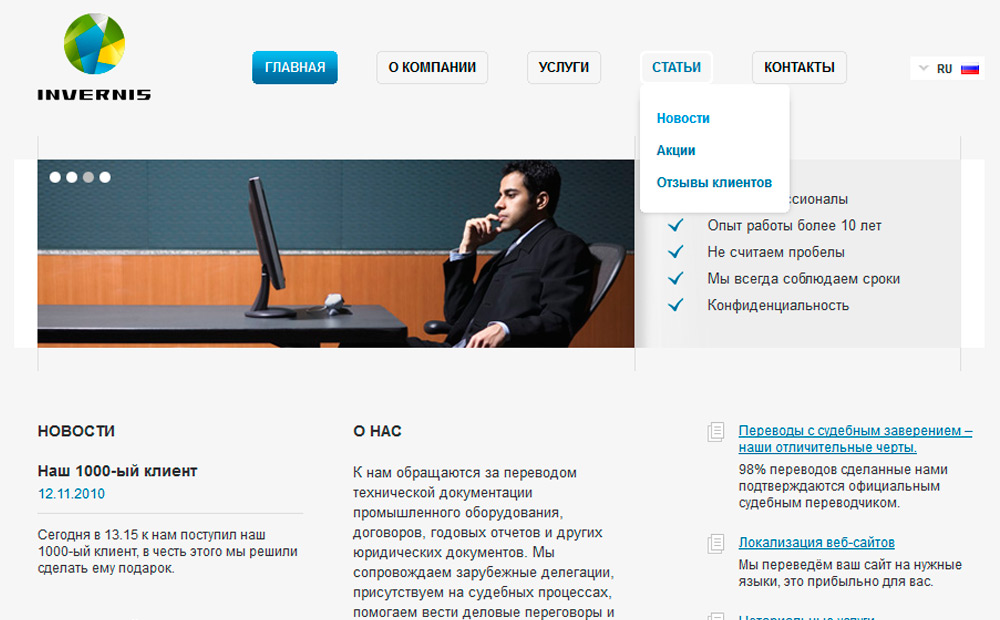 INVERNIS
ГЛАВНАЯ
О КОМПАНИИ
УСЛУГИ
СТАТЬИ
КОНТАКТЫ
RU
Новости
Акции
Отзывы клиентов
Опыт работы более 10 лет
Не считаем пробелы
Мы всегда соблюдаем сроки
Конфиденциальность
НОВОСТИ
Наш 1000-ый клиент
12.11.2010
Сегодня в 13.15 к нам поступил наш
1000-ый клиент, в честь этого мы решили
сделать ему подарок.
О НАС
К нам обращаются за переводом
технической документации
промышленного оборудования,
договоров, годовых отчетов и других
юридических документов. Мы
сопровождаем зарубежные делегации,
присутствуем на судебных процессах,
помогаем вести деловые переговоры и
Переводы с судебным заверением –
наши отличительные черты.
98% переводов сделанные нами
подтверждаются официальным
судебным переводчиком.
Локализация веб-сайтов
Мы переведём ваш сайт на нужные
языки, это прибыльно для вас.